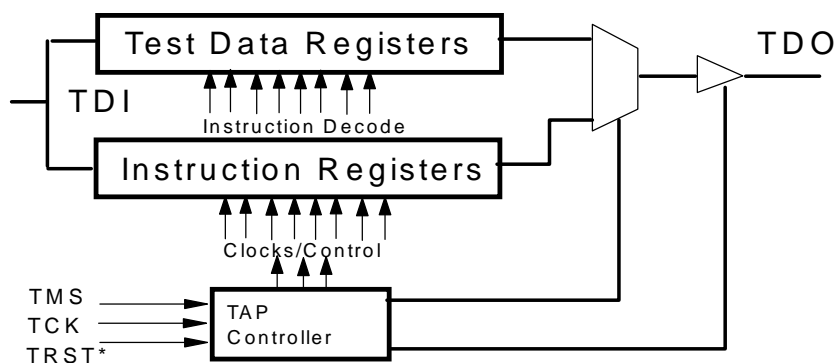 Test Data Registers
TDO
TDI
Instruction Decode
Instruction Registers
Clocks/Control
TMS
TCK
TRST*
TAP
Controller